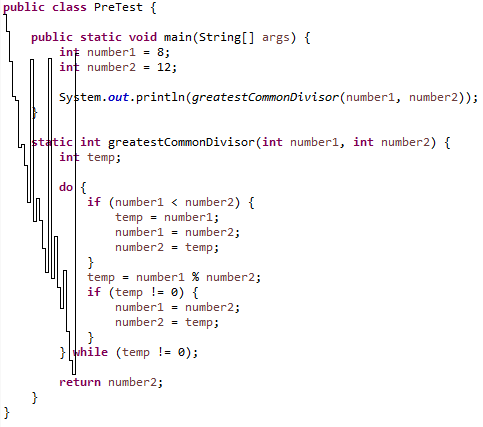 public class PreTest {
public static void main(String[] args) {
int number1 = 8;
int number2 = 12;
System.out.println(greatestCommonDivisor(number1, number2));
}
static int greatestCommonDivisor(int number1, int number2) {
int temp;
do {
if (number1 < number2) {
temp = number1;
number1 = number2;
number2 = temp;
}
temp = number1 % number2;
if (temp != 0) {
number1 = number2;
number2 = temp;
}
} while (temp != 0);
return number2;
}
}